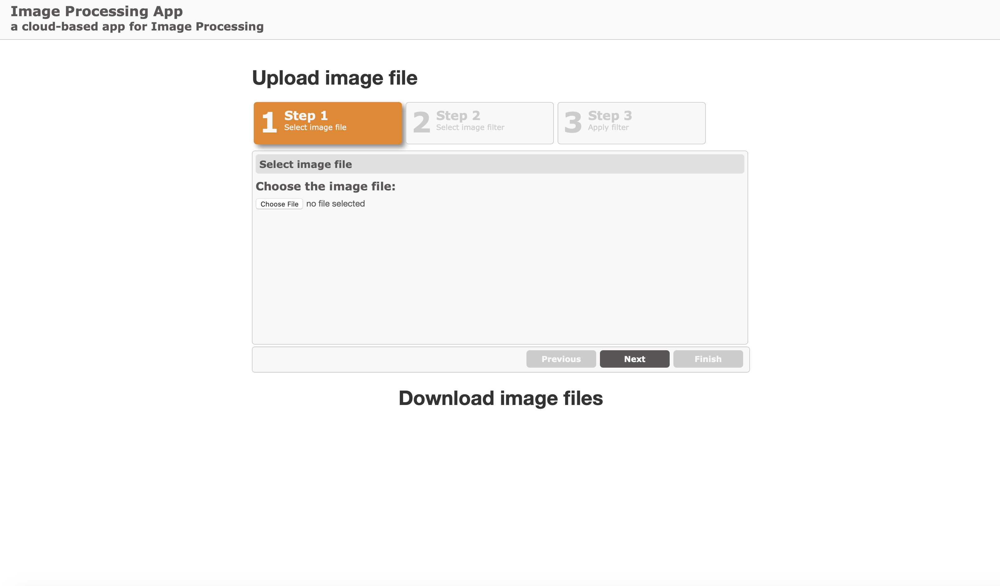 Image Processing App
a cloud-based app for Image Processing
Upload image file
1 Step 1
Select image file
2 Step 2
Select image filter
3 Step 3
Apply filter
Select image file
Choose the image file:
Choose File no file selected
Previous Next Finish
Download image files